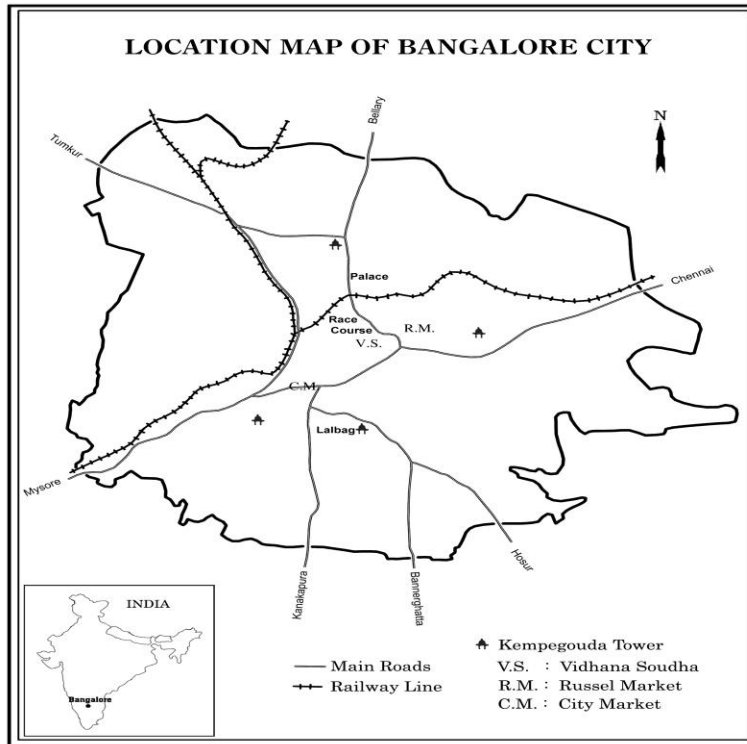 LOCATION MAP OF BANGALORE CITY
Bellary
N
Tumkur
Palace
Chennai
Race
Course
R.M.
V.S.
C.M.
Lalbag
Mysore
Hosur
Kanakapura
Bannerghatta
INDIA
Bangalore
Main Roads
Railway Line
Kempegouda Tower
V.S. : Vidhana Soudha
R.M. : Russel Market
C.M. : City Market